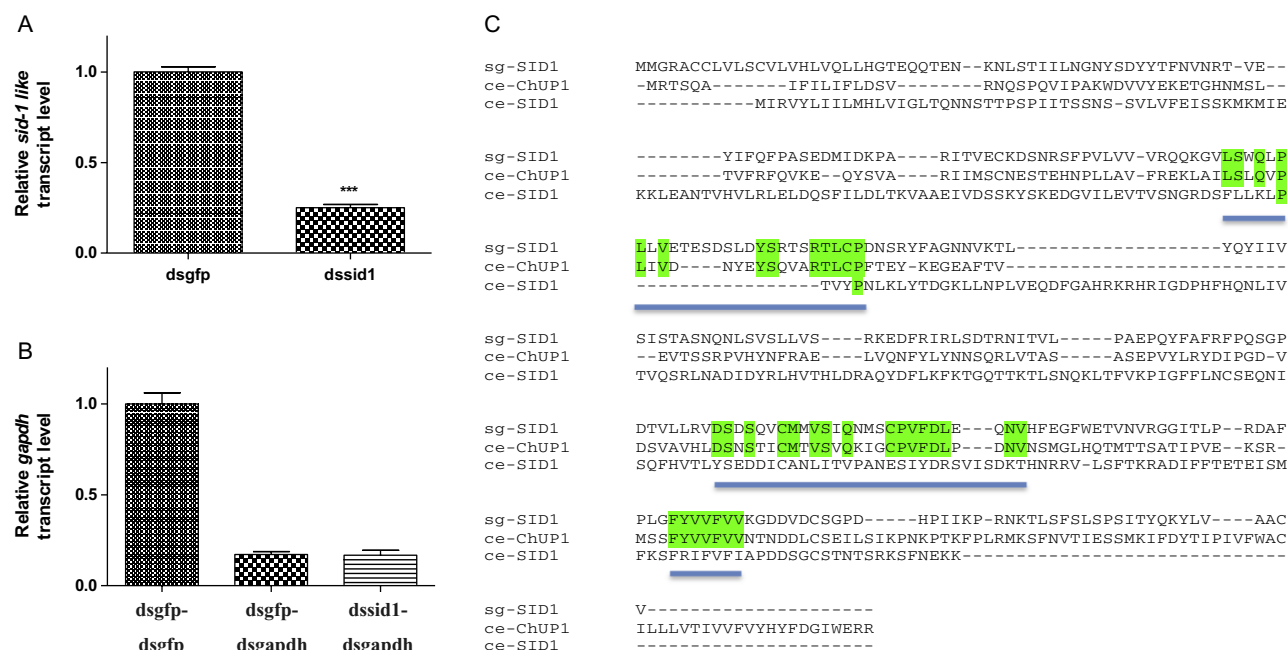 A
Relative sid-1 like
transcript level
1.0
0.5
0.0
***
dsgfp dssid1
B
Relative gapdh
transcript level
1.0
0.5
0.0
dsgfp- dsgfp- dssid1-
dsgfp dsgapdh dsgapdh
C
sg-SID1 MMGRACCLVLSCVLVHLVQLLHGTEQQTEN--KNLSTIILNGNYSDYYTFNVNRT-VE--
ce-ChUP1 -MRTSQA-----IFILIFLDSV-------RNQSPQVIPAKWDVVYEKETGHNMSL-----
ce-SID1 ----------MIRVYLIILMHLVIGLTQNNSTTPSPIITSSNS-SVLVFEISSKMKMIE
sg-SID1 --------YIFQFPASEDMIDKPA----RITVECKDSNRSFPVLVV-VRQQKGVLSWQLP
ce-ChUP1 --------TVFRFQVKE--QYSVA----RIIMSCNESTEHNPLLAV-FREKLAILSLQVP
ce-SID1 KKLEANTVHVLRLELDQSFILDLTKVAAEIVDSSKYSKEDGVILEVTVSNGRDSFLLKLP
sg-SID1 LLVETESDSLDYSRTSRTLCPDNSRYFAGNNVKTL----------------YQYIIV
ce-ChUP1 LIVD----NYEYSQVARTLCPFTEY-KEGEAFTV-----------------------
ce-SID1 ----------------TVYPNLKLYTDGKLLNPLVEQDFGAHRKRHRIGDPHFHQNLIV
sg-SID1 SISTASNQNLSVSLLVS----RKEDFRIRLSDTRNITVL----PAEPQYFAFRFPQSGP
ce-ChUP1 --EVTSSRPVHYNFRAE----LVQNFYLYNNSQRLVTAS----ASEPVYLRYDIPGD-V
ce-SID1 TVQSRLNADIDYRLHVTHLDRAQYDFLKFKTGQTTKTLSNQKLTFVKPIGFFLNCSEQNI
sg-SID1 DTVLLRVDSDSQVCMMVSIQNMSCPVFDLE---QNVHFEGFWETVNVRGGITLP--RDAF
ce-ChUP1 DSVAVHLDSNSTICMTVSVQKIGCPVFDLP---DNVNSMGLHQTMTTSATIPVE--KSR-
ce-SID1 SQFHVTLYSEDDICANLITVPANESIYDRSVISDKTHNRRV-LSFTKRADIFFTETEISM
sg-SID1 PLGFYVVFVVKGDDVDCSGPD-----HPIIKP-RNKTLSFSLSPSITYQKYLV----AAC
ce-ChUP1 MSSFYVVFVVNTNDDLCSEILSIKPNKPTKFPLRMKSFNVTIESSMKIFDYTIPIVFWAC
ce-SID1 FKSFRIFVFIAPDDSGCSTNTSRKSFNEKK------------------------------
sg-SID1 V-------------------
ce-ChUP1 ILLLVTIVVFVYHYFDGIWERR
ce-SID1 --------------------